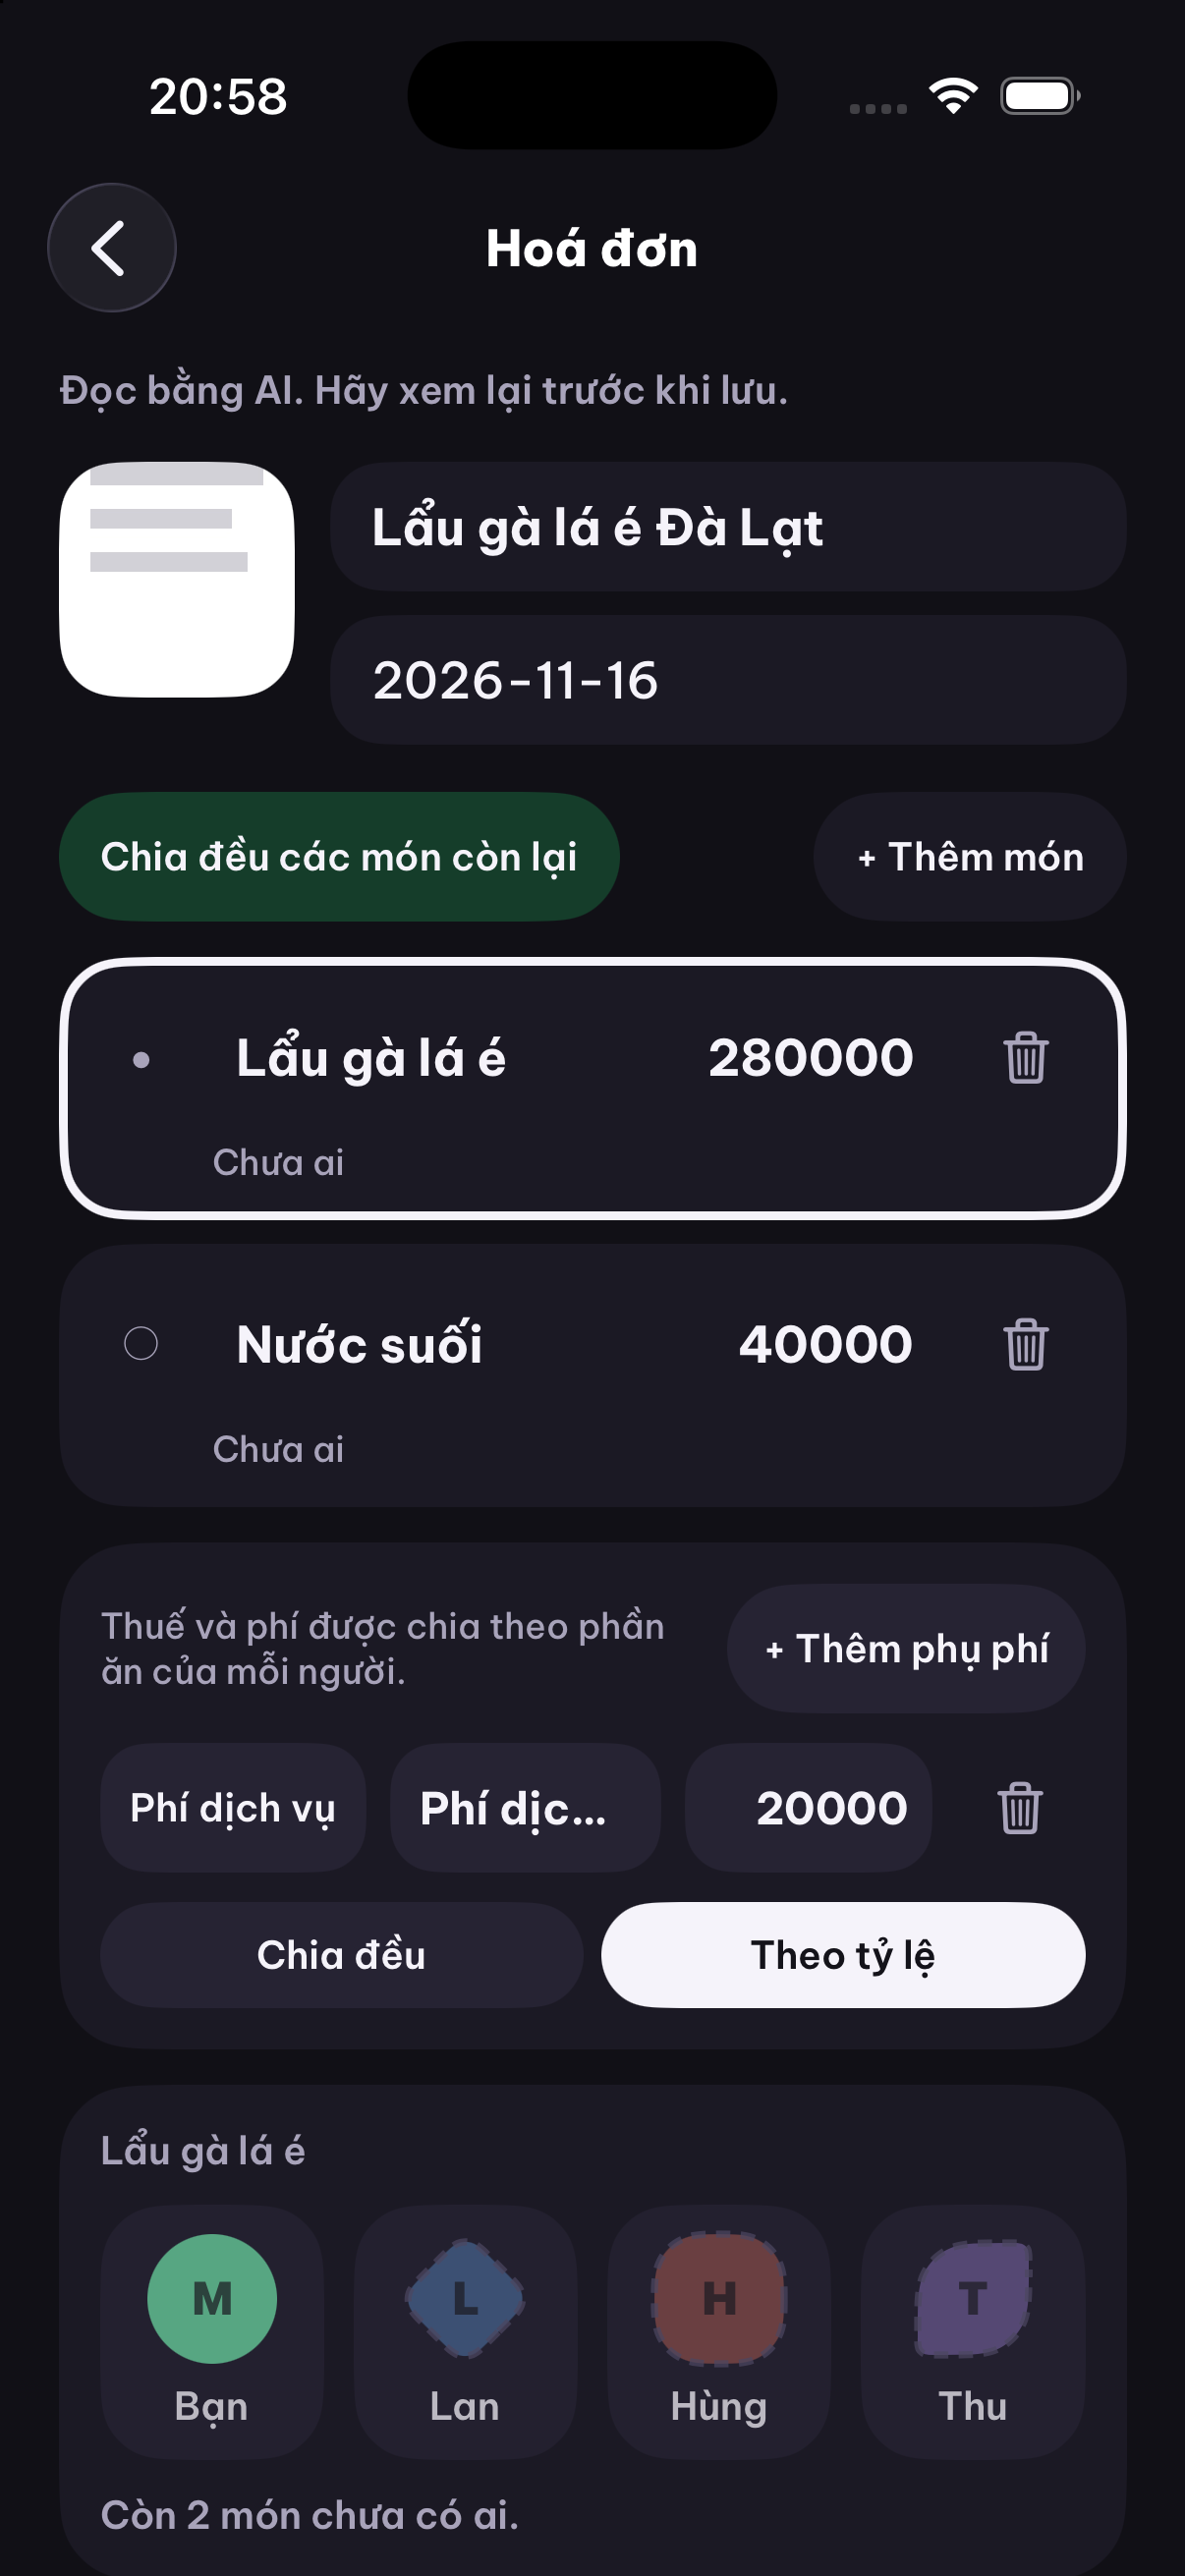 20:58
Hoá đơn
Đọc bằng AI. Hãy xem lại trước khi lưu.
Lẩu gà lá é Đà Lạt
2026-11-16
Chia đều các món còn lại
+ Thêm món
Lẩu gà lá é 280000
Chưa ai
Nước suối 40000
Chưa ai
Thuế và phí được chia theo phần
ăn của mỗi người.
+ Thêm phụ phí
Phí dịch vụ Phí dịc... 20000
Chia đều Theo tỷ lệ
Lẩu gà lá é
M L H T
Bạn Lan Hùng Thu
Còn 2 món chưa có ai.